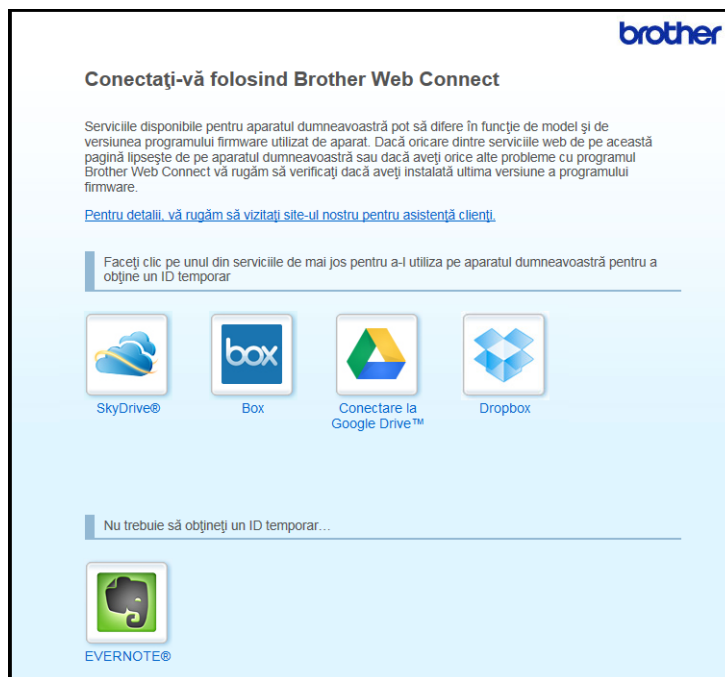 brother
Conectaţi-vă folosind Brother Web Connect
Serviciile disponibile pentru aparatul dumneavoastră pot să difere în funcţie de model şi de
versiunea programului firmware utilizat de aparat. Dacă oricare dintre serviciile web de pe această
pagină lipseşte de pe aparatul dumneavoastră sau dacă aveţi orice alte probleme cu programul
Brother Web Connect vă rugăm să verificaţi dacă aveţi instalată ultima versiune a programului
firmware.
Pentru detalii, vă rugăm să vizitaţi site-ul nostru pentru asistenţă clienţi.
Faceţi clic pe unul din serviciile de mai jos pentru a-l utiliza pe aparatul dumneavoastră pentru a
obţine un ID temporar
box
SkyDrive®
Box
Conectare la
Google Drive™
Dropbox
Nu trebuie să obţineţi un ID temporar…
EVERNOTE®